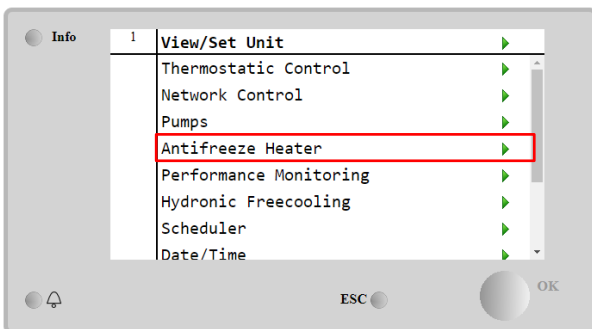 Info
1 View/Set Unit
Thermostatic Control
Network Control
Pumps
Antifreeze Heater
Performance Monitoring
Hydronic Freecooling
Scheduler
Date/Time
ESC
OK